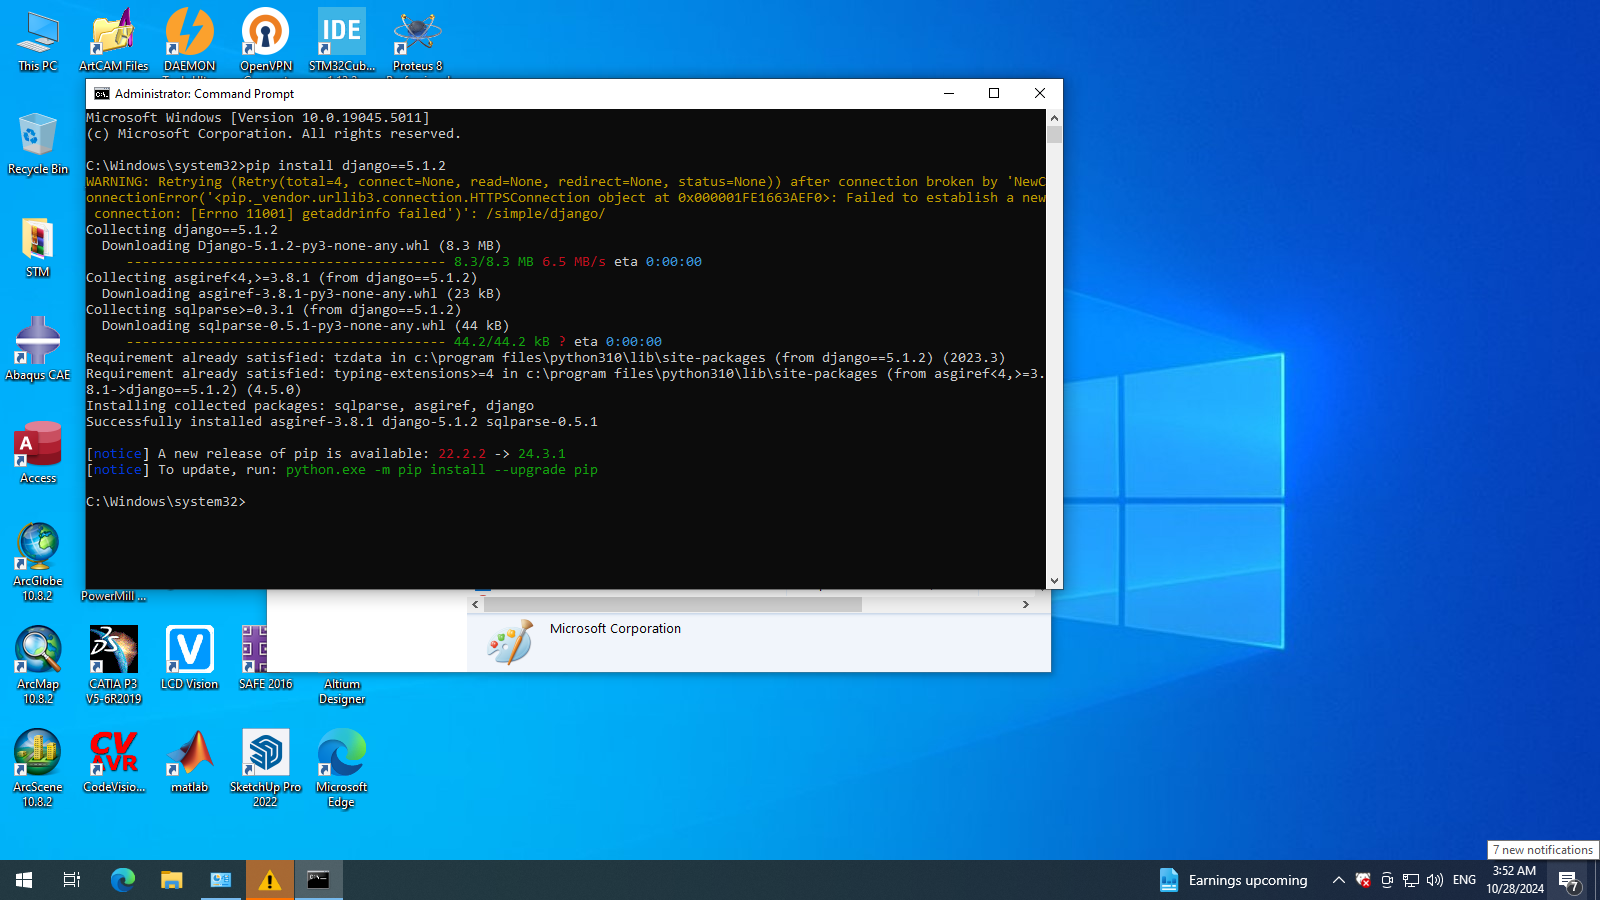 This PC
ArtCAM Files
DAEMON
OpenVPN
IDE
STM32Cub...
Proteus 8
Administrator: Command Prompt
Microsoft Windows [Version 10.0.19045.5011]
(c) Microsoft Corporation. All rights reserved.
C:\Windows\system32>pip install django==5.1.2
WARNING: Retrying (Retry(total=4, connect=None, read=None, redirect=None, status=None)) after connection broken by 'NewC
onnectionError('<pip._vendor.urllib3.connection.HTTPSConnection object at 0x000001FE1663AEF0>: Failed to establish a new
 connection: [Errno 11001] getaddrinfo failed')': /simple/django/
Collecting django==5.1.2
  Downloading Django-5.1.2-py3-none-any.whl (8.3 MB)
     ---------------------------------------- 8.3/8.3 MB 6.5 MB/s eta 0:00:00
Collecting asgiref<4,>=3.8.1 (from django==5.1.2)
  Downloading asgiref-3.8.1-py3-none-any.whl (23 kB)
Collecting sqlparse>=0.3.1 (from django==5.1.2)
  Downloading sqlparse-0.5.1-py3-none-any.whl (44 kB)
     ---------------------------------------- 44.2/44.2 kB ? eta 0:00:00
Requirement already satisfied: tzdata in c:\program files\python310\lib\site-packages (from django==5.1.2) (2023.3)
Requirement already satisfied: typing-extensions>=4 in c:\program files\python310\lib\site-packages (from asgiref<4,>=3.
8.1->django==5.1.2) (4.5.0)
Installing collected packages: sqlparse, asgiref, django
Successfully installed asgiref-3.8.1 django-5.1.2 sqlparse-0.5.1
[notice] A new release of pip is available: 22.2.2 -> 24.3.1
[notice] To update, run: python.exe -m pip install --upgrade pip
C:\Windows\system32>
Recycle Bin
STM
Abaqus CAE
A
Access
ArcGlobe
10.8.2
PowerMill ...
Microsoft Corporation
ArcMap
10.8.2
CATIA P3
V5-6R2019
V
LCD Vision
SAFE 2016
Altium
Designer
ArcScene
10.8.2
CV
AVR
CodeVisio...
matlab
SketchUp Pro
2022
Microsoft
Edge
7 new notifications
Earnings upcoming
ENG
3:52 AM
10/28/2024
7